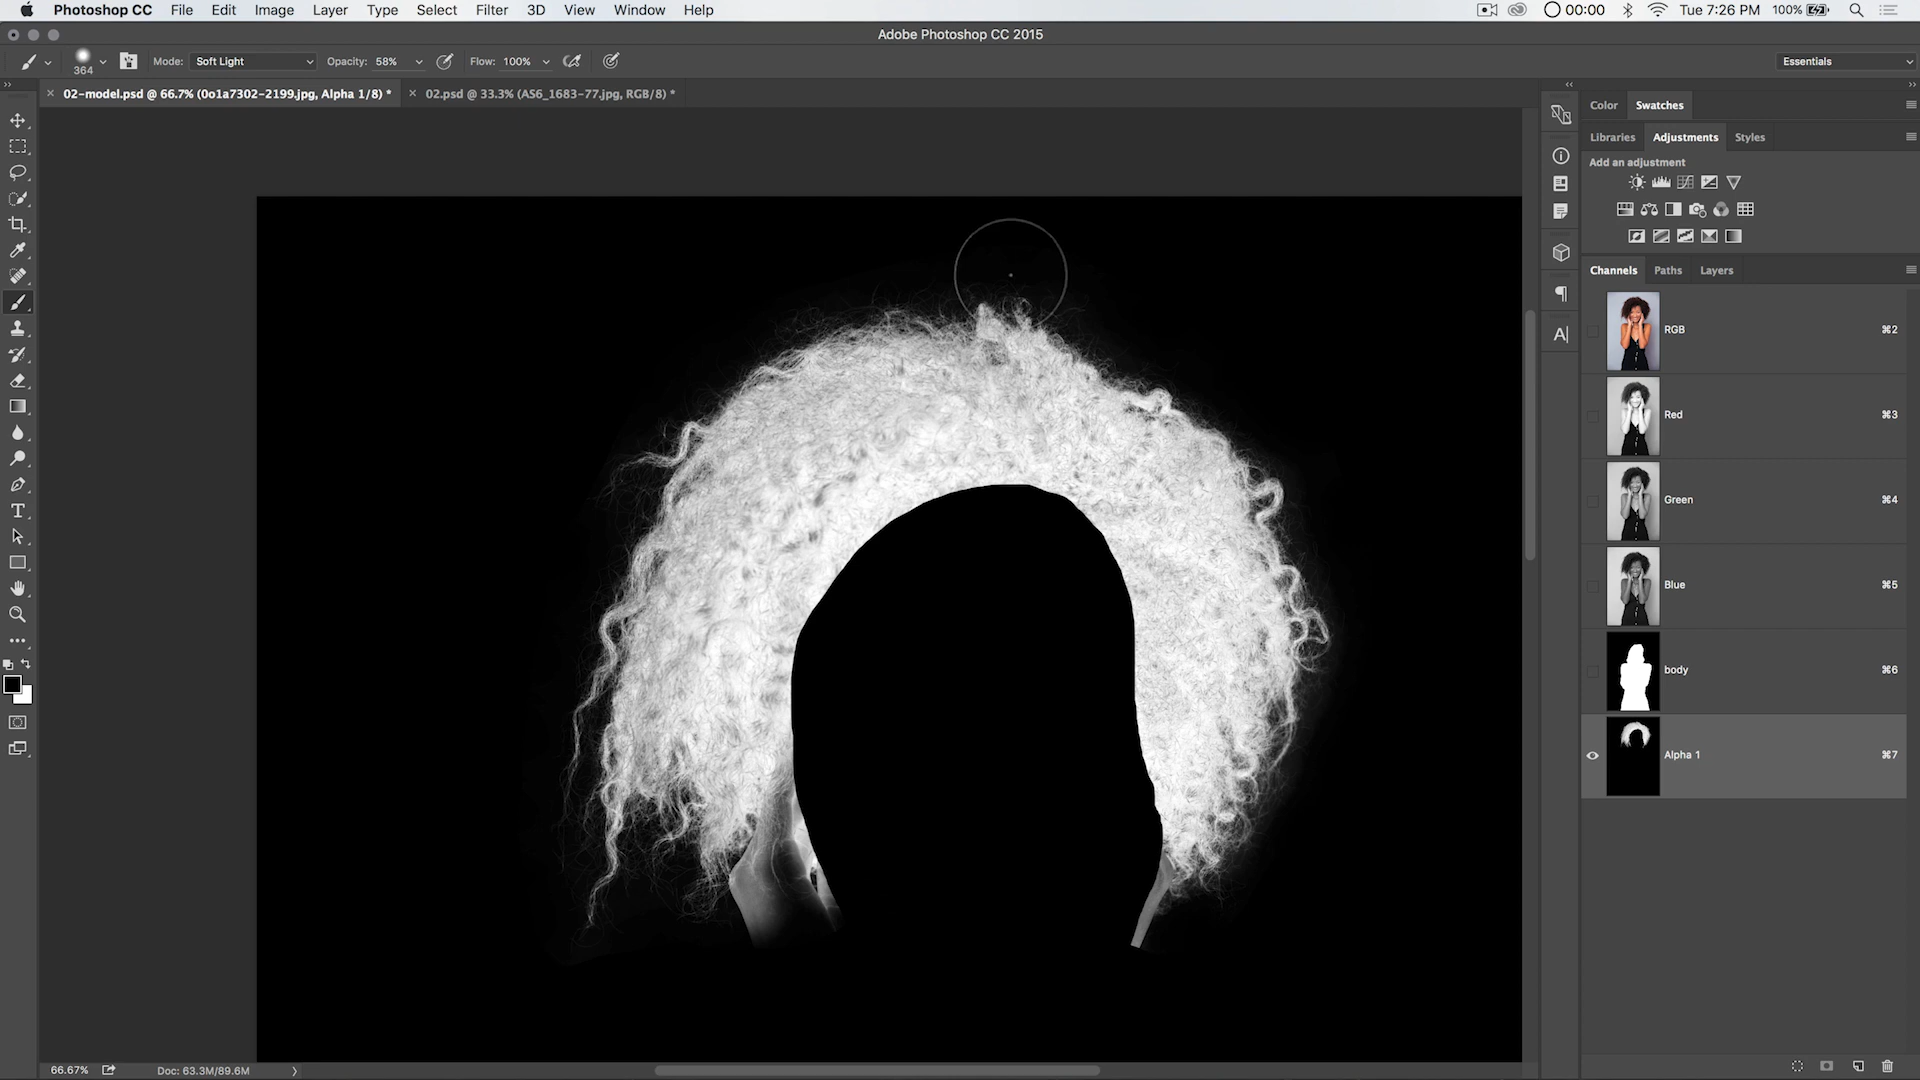 Photoshop CC File Edit Image Layer Type Select Filter 3D View Window Help 00:00 Tue 7:26 PM 100%
Adobe Photoshop CC 2015
364 Mode: Soft Light Opacity: 58% Flow: 100% Essentials
02-model.psd @ 66.7% (0o1a7302-2199.jpg, Alpha 1/8) * 02.psd @ 33.3% (AS6_1683-77.jpg, RGB/8) *
Color Swatches
Libraries Adjustments Styles
Add an adjustment
Channels Paths Layers
RGB ⌘2
Red ⌘3
Green ⌘4
Blue ⌘5
body ⌘6
Alpha 1 ⌘7
66.67% Doc: 63.3M/89.6M